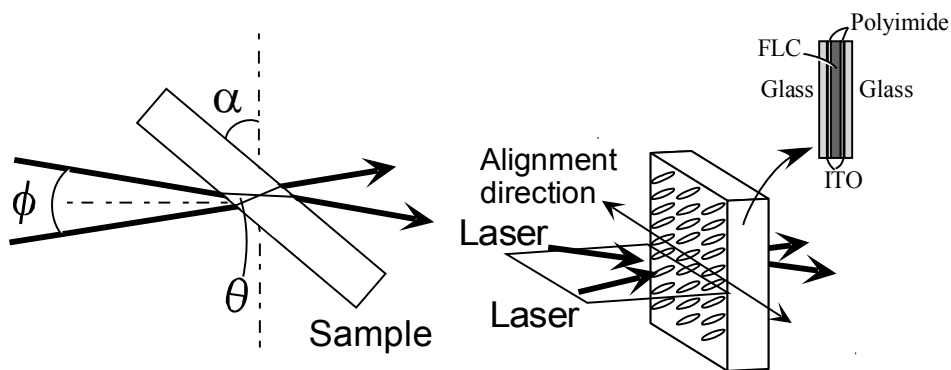 α
ϕ
θ
Sample
Polyimide
FLC
Glass
Glass
ITO
Alignment
direction
Laser
Laser